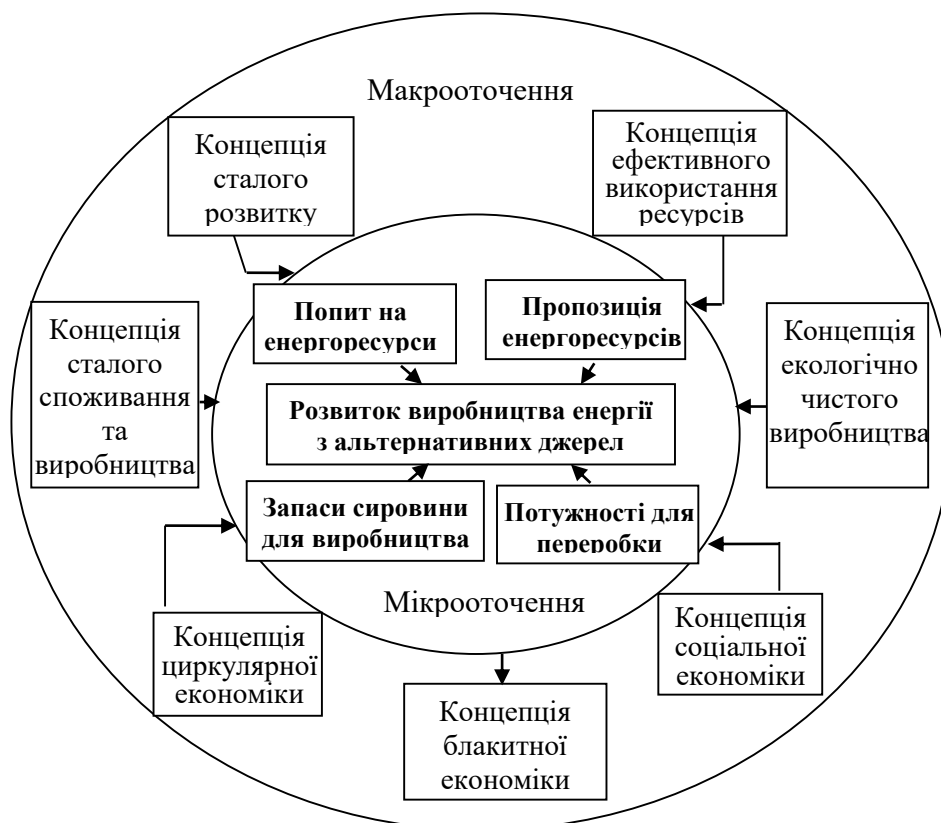 Макрооточення
Концепція
сталого
розвитку
Концепція
ефективного
використання
ресурсів
Попит на
енергоресурси
Пропозиція
енергоресурсів
Концепція
сталого
споживання
та
виробництва
Розвиток виробництва енергії
з альтернативних джерел
Концепція
екологічно
чистого
виробництва
Запаси сировини
для виробництва
Потужності для
переробки
Мікрооточення
Концепція
циркулярної
економіки
Концепція
соціальної
економіки
Концепція
блакитної
економіки